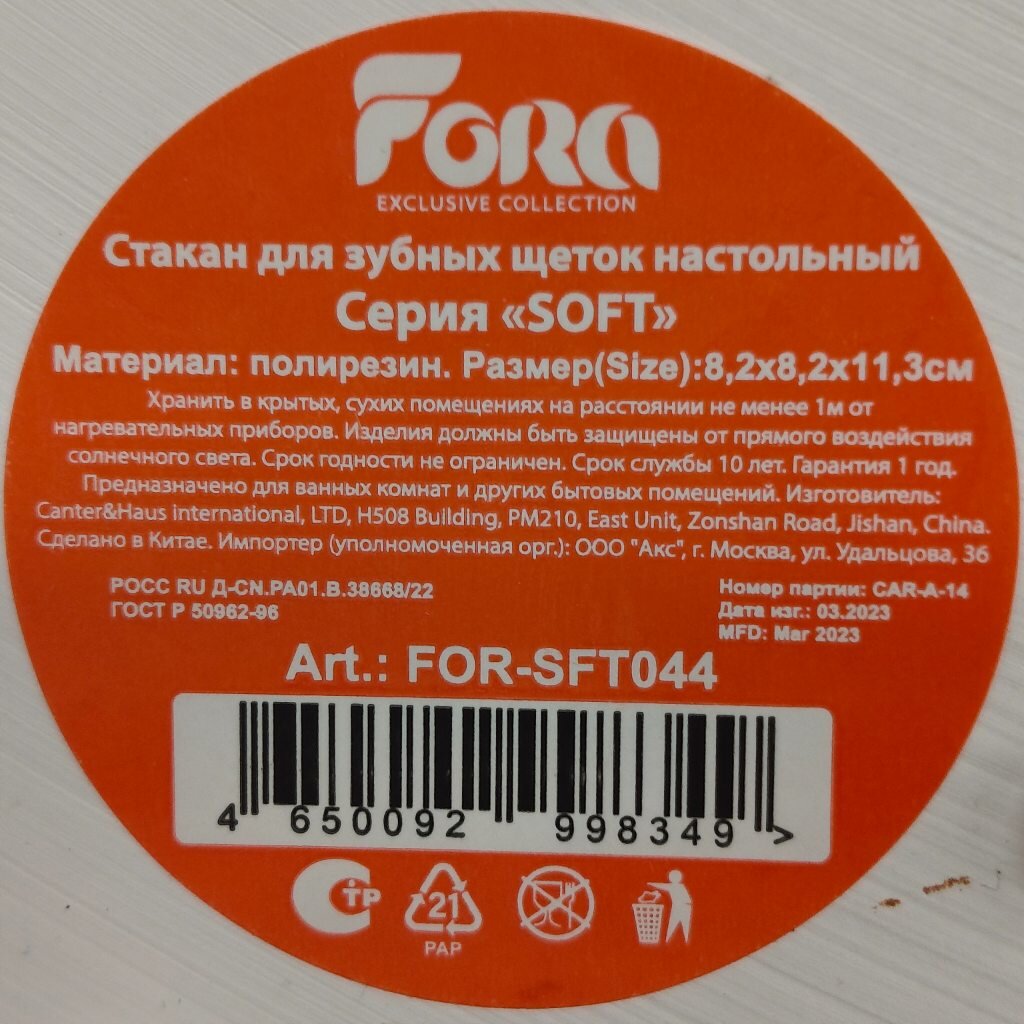 FORA
EXCLUSIVE COLLECTION
Стакан для зубных щеток настольный
Серия «SOFT»
Материал: полирезин. Размер(Size):8,2х8,2х11,3см
Хранить в крытых, сухих помещениях на расстоянии не менее 1м от
нагревательных приборов. Изделия должны быть защищены от прямого воздействия
солнечного света. Срок годности не ограничен. Срок службы 10 лет. Гарантия 1 год.
Предназначено для ванных комнат и других бытовых помещений. Изготовитель:
Canter&Haus international, LTD, H508 Building, PM210, East Unit, Zonshan Road, Jishan, China.
Сделано в Китае. Импортер (уполномоченная орг.): ООО "Акс", г. Москва, ул. Удальцова, 36
РОСС RU Д-CN.РА01.В.38668/22
ГОСТ Р 50962-96
Номер партии: CAR-A-14
Дата изг.: 03.2023
MFD: Mar 2023
Art.: FOR-SFT044
4 650092 998349 >
СТР
21
PAP